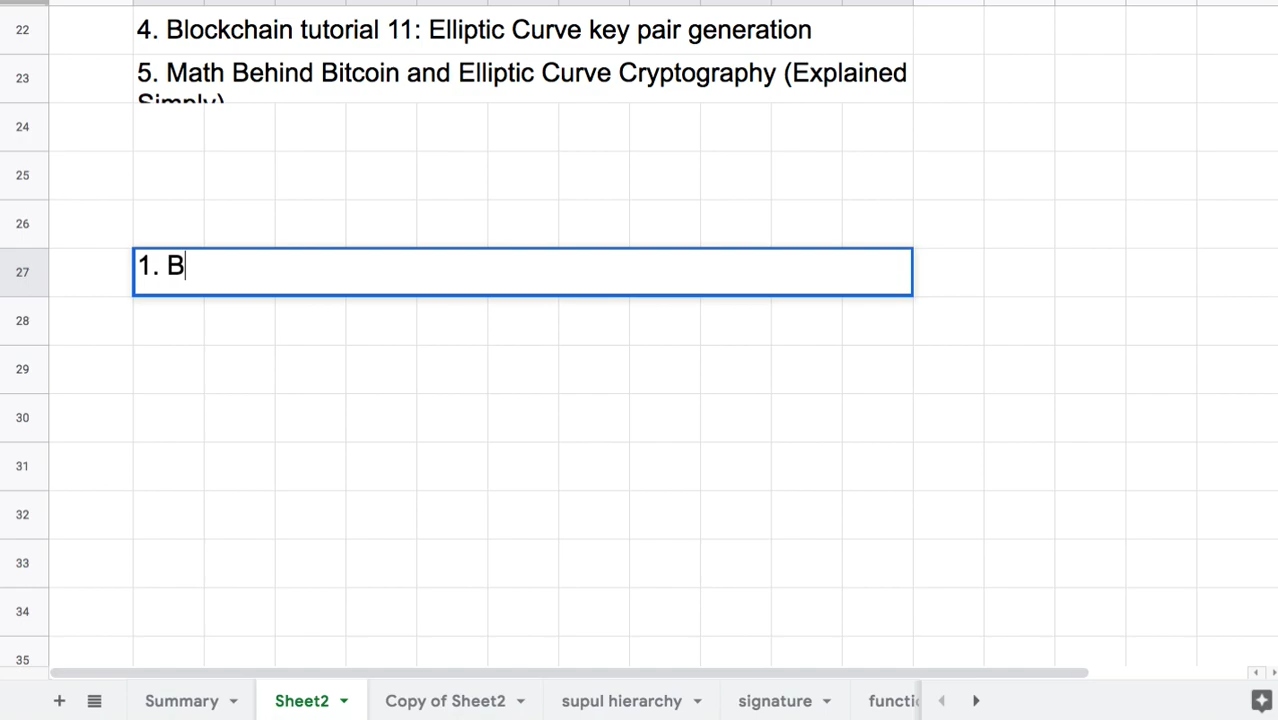 22
4. Blockchain tutorial 11: Elliptic Curve key pair generation
23
5. Math Behind Bitcoin and Elliptic Curve Cryptography (Explained
Simply)
24
25
26
27
1. B
28
29
30
31
32
33
34
35
Summary
Sheet2
Copy of Sheet2
supul hierarchy
signature
functi